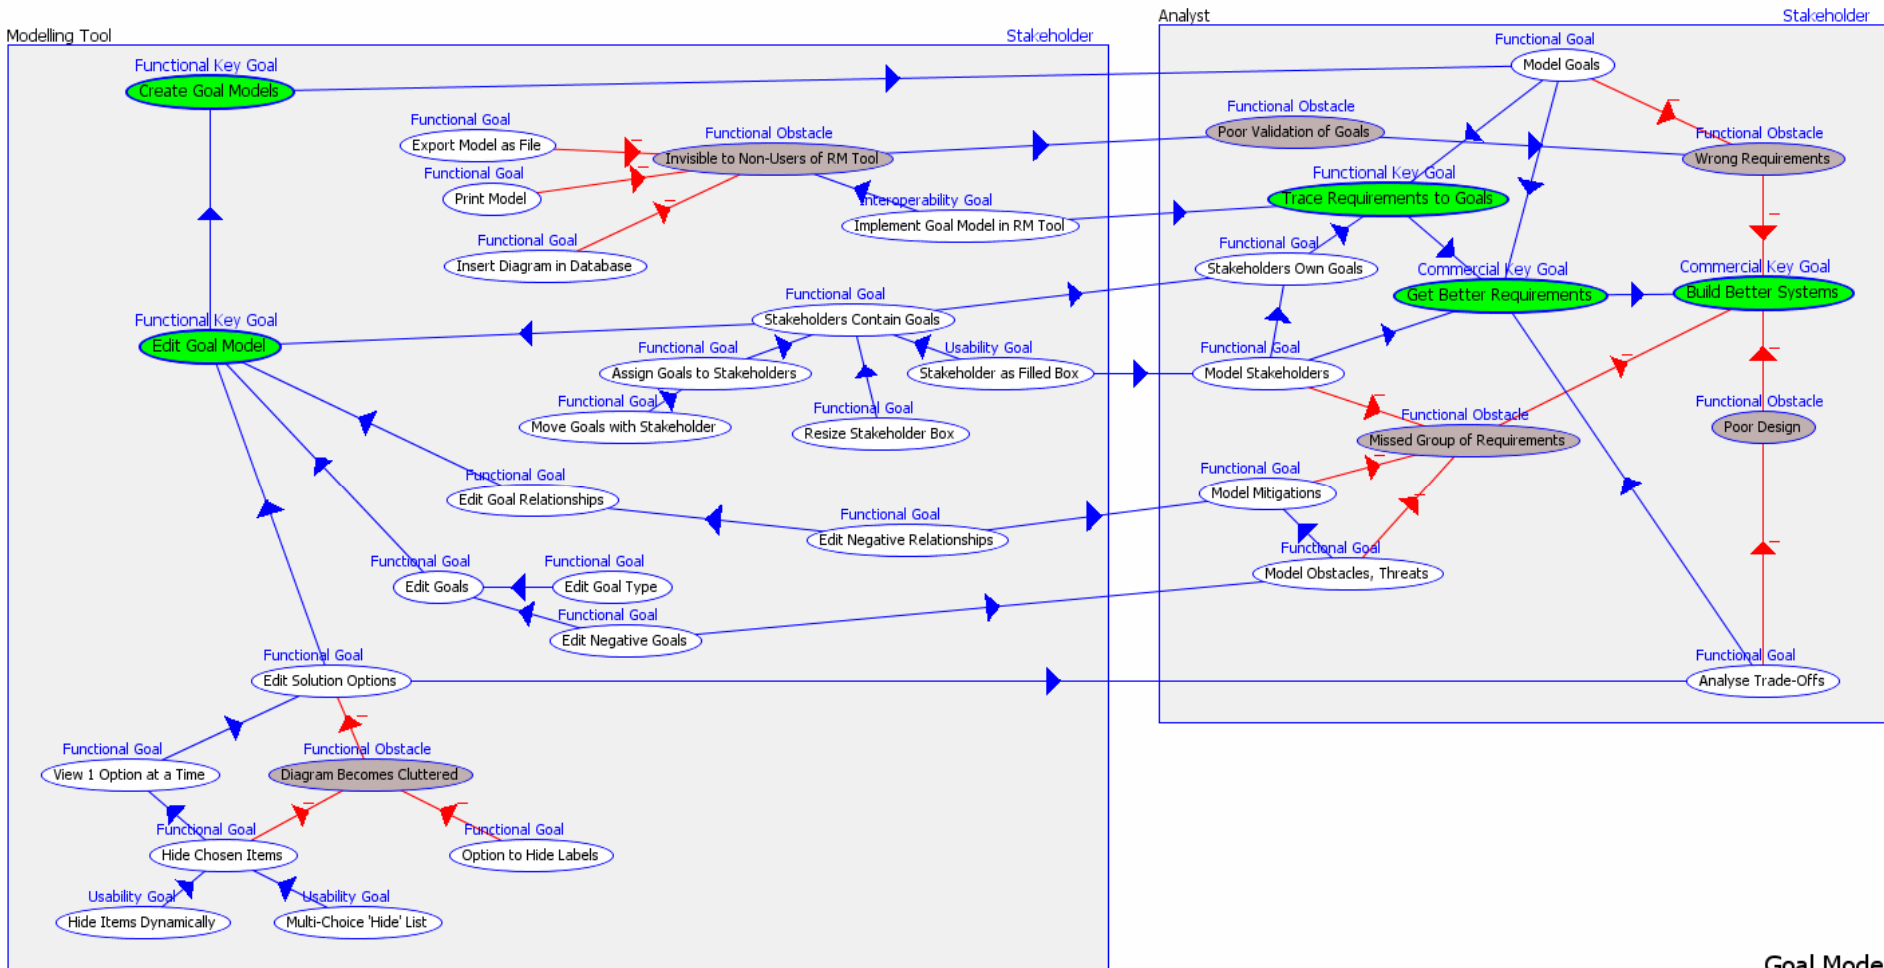 Analyst
Stakeholder
Modelling Tool
Stakeholder
Functional Goal
Model Goals
Functional Key Goal
Create Goal Models
Functional Goal
Export Model as File
Functional Obstacle
Invisible to Non-Users of RM Tool
Functional Obstacle
Poor Validation of Goals
Functional Obstacle
Wrong Requirements
Functional Goal
Print Model
Functional Key Goal
Trace Requirements to Goals
Interoperability Goal
Implement Goal Model in RM Tool
Functional Goal
Insert Diagram in Database
Functional Goal
Stakeholders Own Goals
Commercial Key Goal
Get Better Requirements
Commercial Key Goal
Build Better Systems
Functional Goal
Stakeholders Contain Goals
Functional Key Goal
Edit Goal Model
Functional Goal
Assign Goals to Stakeholders
Usability Goal
Stakeholder as Filled Box
Functional Goal
Model Stakeholders
Functional Goal
Move Goals with Stakeholder
Functional Goal
Resize Stakeholder Box
Functional Obstacle
Missed Group of Requirements
Functional Obstacle
Poor Design
Functional Goal
Edit Goal Relationships
Functional Goal
Model Mitigations
Functional Goal
Edit Negative Relationships
Functional Goal
Model Obstacles, Threats
Functional Goal
Edit Goals
Functional Goal
Edit Goal Type
Functional Goal
Edit Negative Goals
Functional Goal
Edit Solution Options
Functional Goal
Analyse Trade-Offs
Functional Goal
View 1 Option at a Time
Functional Obstacle
Diagram Becomes Cluttered
Functional Goal
Hide Chosen Items
Functional Goal
Option to Hide Labels
Usability Goal
Hide Items Dynamically
Usability Goal
Multi-Choice 'Hide' List
Goal Mode